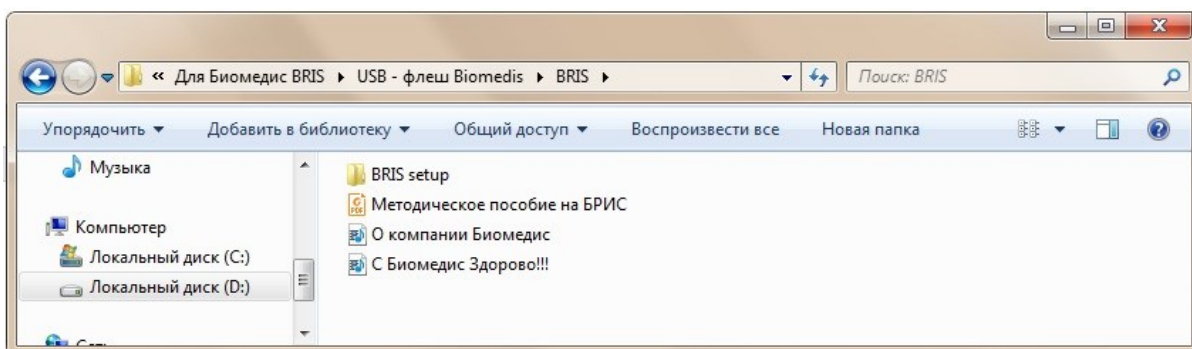 « Для Биомедис BRIS ▸ USB - флеш Biomedis ▸ BRIS ▸ Поиск: BRIS
Упорядочить ▼ Добавить в библиотеку ▼ Общий доступ ▼ Воспроизвести все Новая папка
Музыка
Компьютер
Локальный диск (C:)
Локальный диск (D:)
BRIS setup
Методическое пособие на БРИС
О компании Биомедис
С Биомедис Здорово!!!